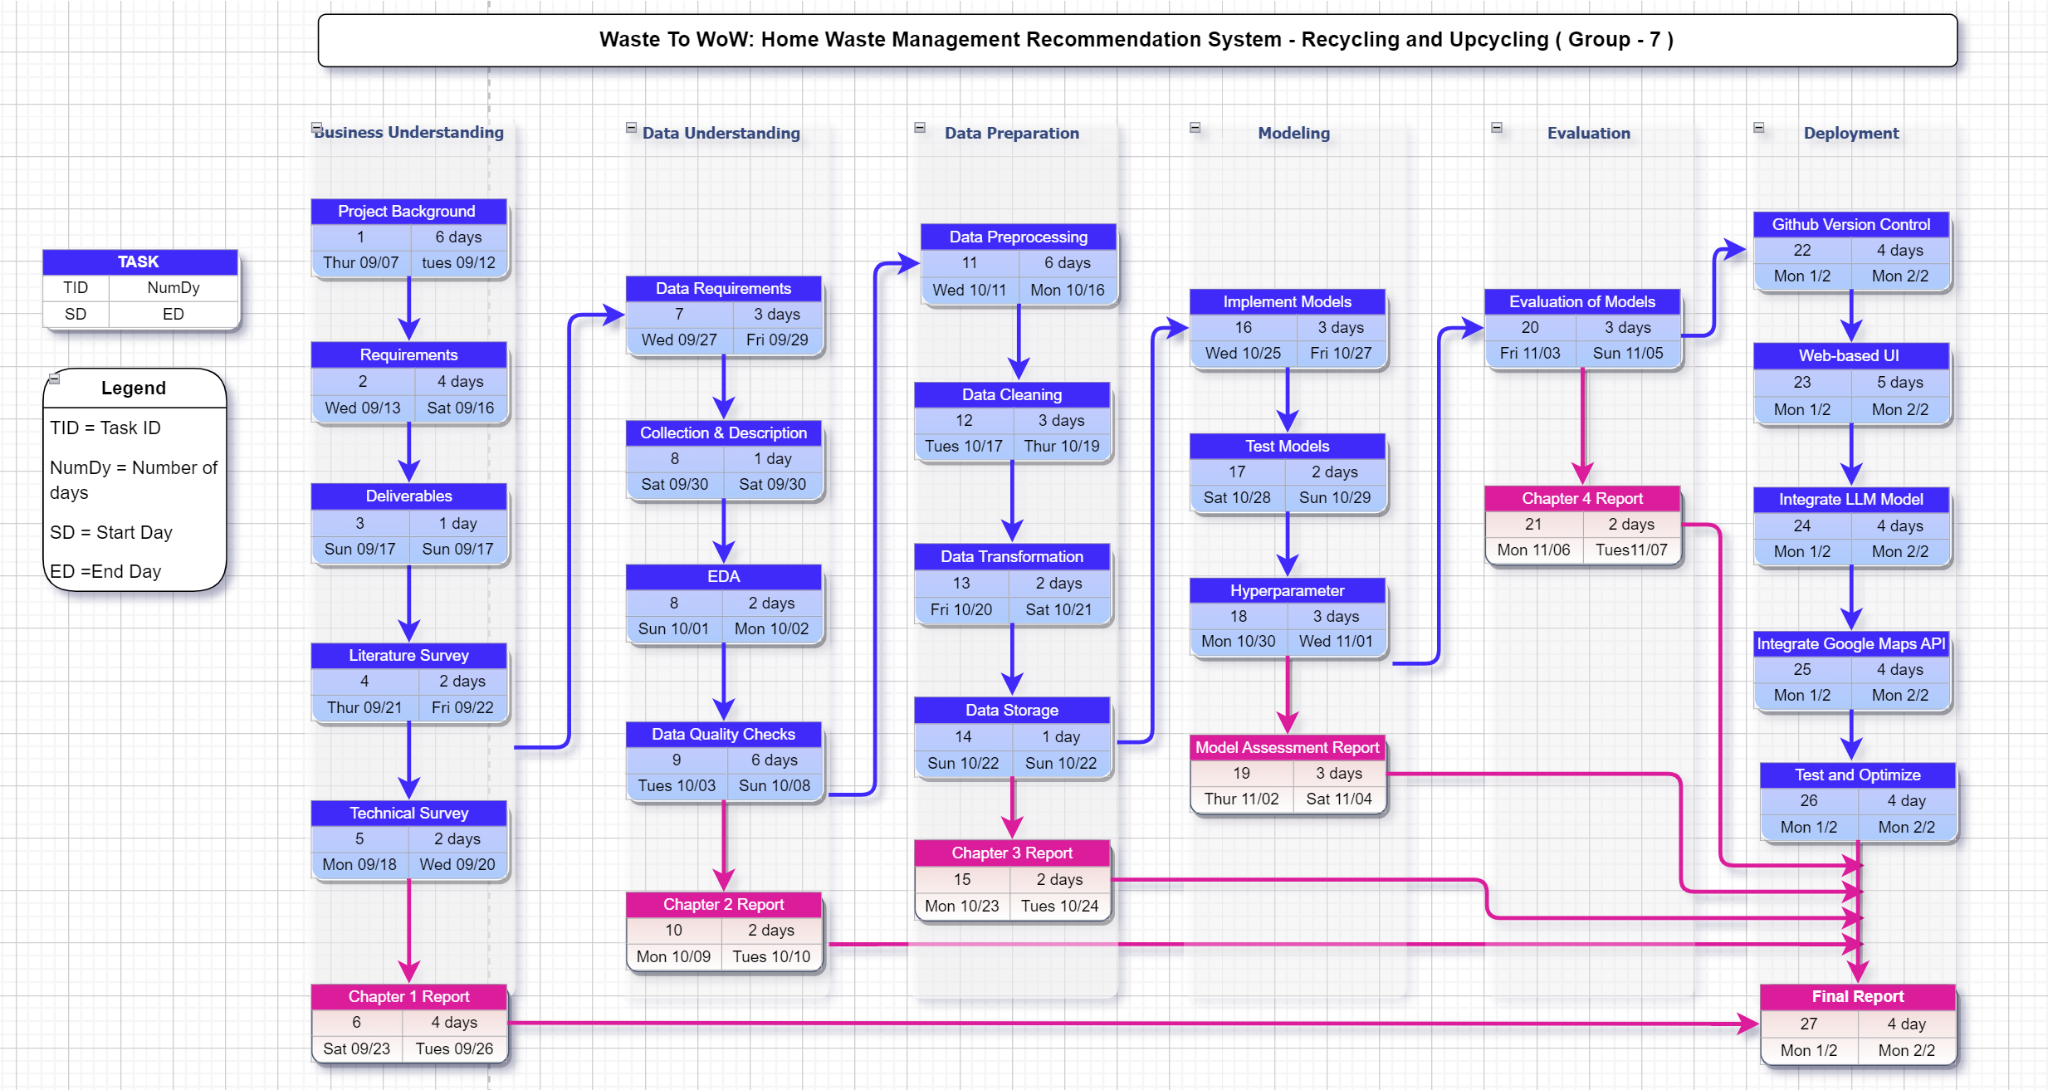 Waste To WoW: Home Waste Management Recommendation System - Recycling and Upcycling ( Group - 7 )
TASK
TID NumDy
SD ED
Legend
TID = Task ID
NumDy = Number of
days
SD = Start Day
ED =End Day
Business Understanding
Project Background
1 6 days
Thur 09/07 tues 09/12
Requirements
2 4 days
Wed 09/13 Sat 09/16
Deliverables
3 1 day
Sun 09/17 Sun 09/17
Literature Survey
4 2 days
Thur 09/21 Fri 09/22
Technical Survey
5 2 days
Mon 09/18 Wed 09/20
Chapter 1 Report
6 4 days
Sat 09/23 Tues 09/26
Data Understanding
Data Requirements
7 3 days
Wed 09/27 Fri 09/29
Collection & Description
8 1 day
Sat 09/30 Sat 09/30
EDA
8 2 days
Sun 10/01 Mon 10/02
Data Quality Checks
9 6 days
Tues 10/03 Sun 10/08
Chapter 2 Report
10 2 days
Mon 10/09 Tues 10/10
Data Preparation
Data Preprocessing
11 6 days
Wed 10/11 Mon 10/16
Data Cleaning
12 3 days
Tues 10/17 Thur 10/19
Data Transformation
13 2 days
Fri 10/20 Sat 10/21
Data Storage
14 1 day
Sun 10/22 Sun 10/22
Chapter 3 Report
15 2 days
Mon 10/23 Tues 10/24
Modeling
Implement Models
16 3 days
Wed 10/25 Fri 10/27
Test Models
17 2 days
Sat 10/28 Sun 10/29
Hyperparameter
18 3 days
Mon 10/30 Wed 11/01
Model Assessment Report
19 3 days
Thur 11/02 Sat 11/04
Evaluation
Evaluation of Models
20 3 days
Fri 11/03 Sun 11/05
Chapter 4 Report
21 2 days
Mon 11/06 Tues11/07
Deployment
Github Version Control
22 4 days
Mon 1/2 Mon 2/2
Web-based UI
23 5 days
Mon 1/2 Mon 2/2
Integrate LLM Model
24 4 days
Mon 1/2 Mon 2/2
Integrate Google Maps API
25 4 days
Mon 1/2 Mon 2/2
Test and Optimize
26 4 day
Mon 1/2 Mon 2/2
Final Report
27 4 day
Mon 1/2 Mon 2/2